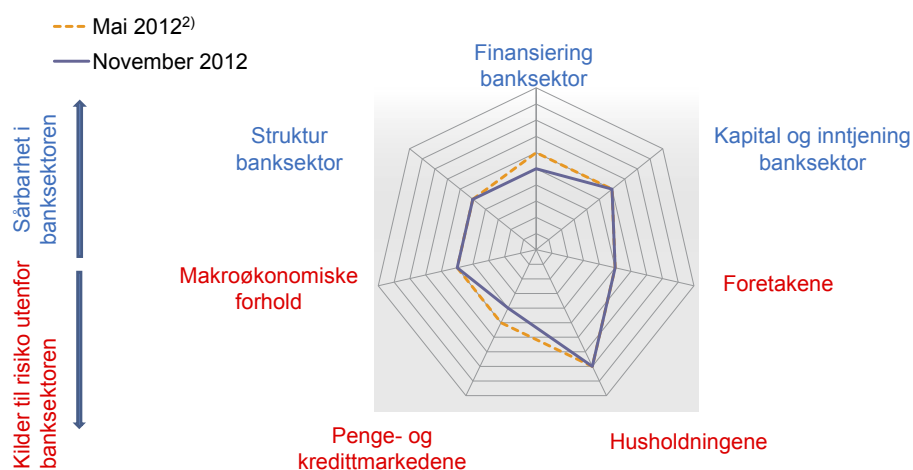 Mai 2012²⁾
November 2012
Finansiering
banksektor
Struktur
banksektor
Kapital og inntjening
banksektor
Sårbarhet i
banksektoren
Makroøkonomiske
forhold
Foretakene
Kilder til risiko utenfor
banksektoren
Penge- og
kredittmarkedene
Husholdningene